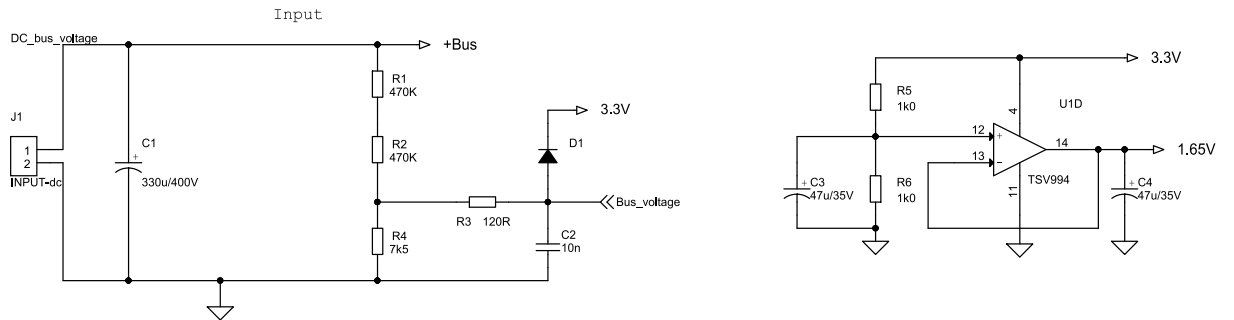 Input
DC_bus_voltage
+Bus
R1
470K
J1
1
2
INPUT-dc
C1
+
330u/400V
R2
470K
3.3V
D1
R3 120R
Bus_voltage
R4
7k5
C2
10n
3.3V
R5
1k0
4
U1D
12
+
13
-
14
1.65V
11
TSV994
+
C3
47u/35V
R6
1k0
+
C4
47u/35V